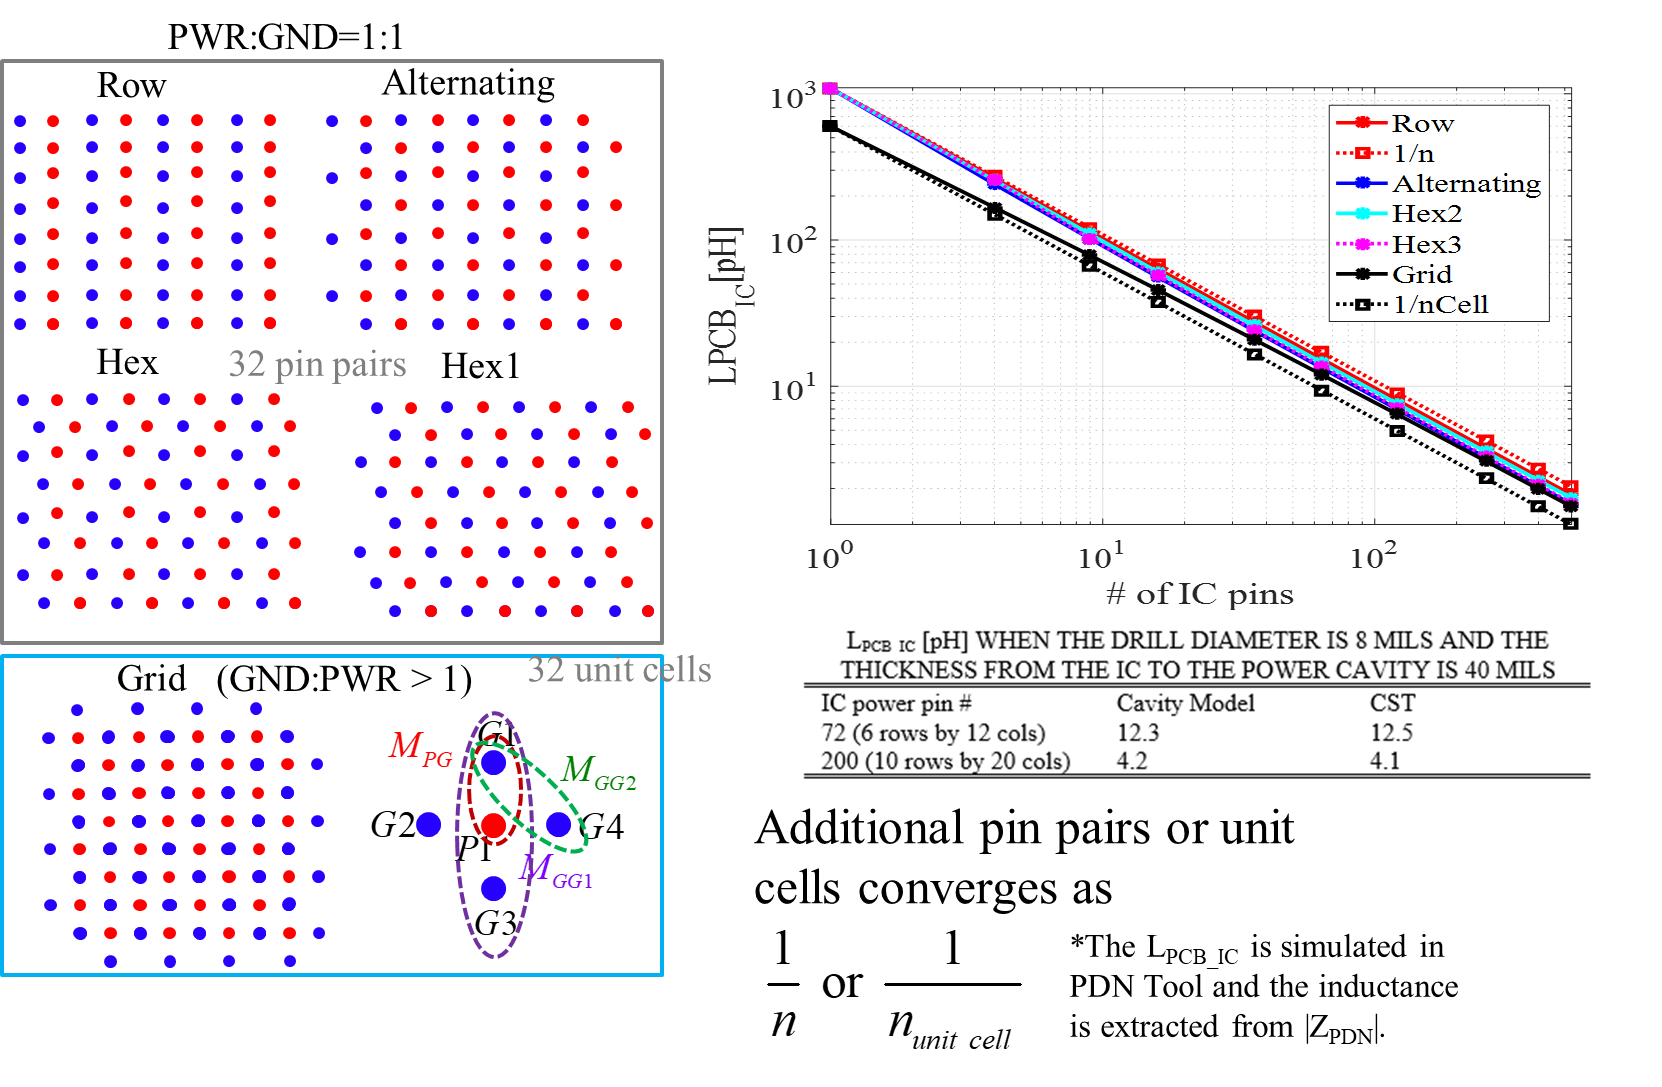 PWR:GND=1:1
Row
Alternating
Hex
32 pin pairs
Hex1
Grid (GND:PWR > 1)
32 unit cells
G1
M_PG
M_GG2
G2
G4
P1
M_GG1
G3
LPCB_IC[pH]
10^3
10^2
10^1
10^0
10^1
10^2
# of IC pins
Row
1/n
Alternating
Hex2
Hex3
Grid
1/nCell
L_PCB_IC [pH] WHEN THE DRILL DIAMETER IS 8 MILS AND THE
THICKNESS FROM THE IC TO THE POWER CAVITY IS 40 MILS
IC power pin # Cavity Model CST
72 (6 rows by 12 cols) 12.3 12.5
200 (10 rows by 20 cols) 4.2 4.1
Additional pin pairs or unit
cells converges as
1/n or 1/n_unit cell
*The L_PCB_IC is simulated in
PDN Tool and the inductance
is extracted from |Z_PDN|.